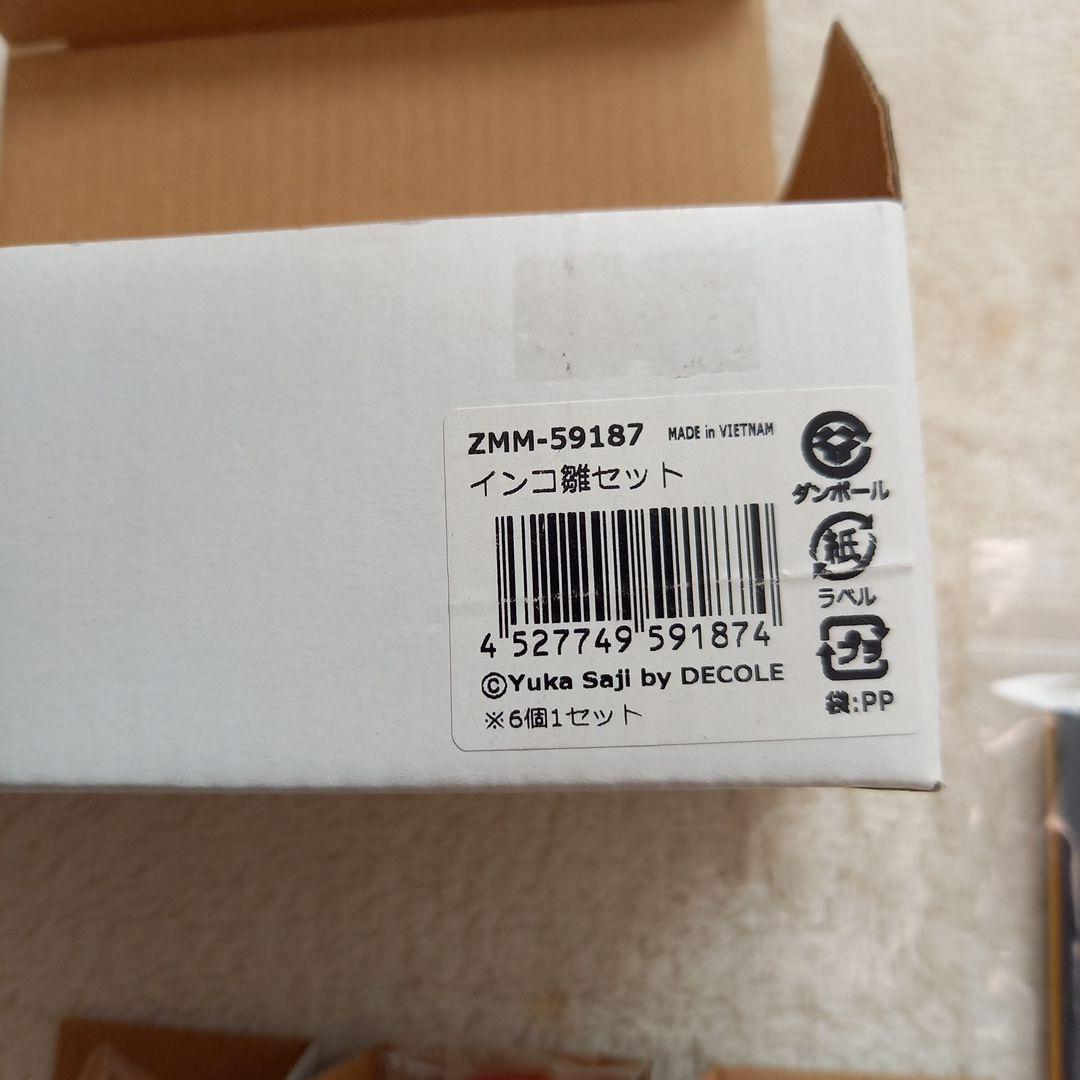 ZMM-59187 MADE in VIETNAM
インコ雛セット
4 527749 591874
©Yuka Saji by DECOLE
※6個1セット
ダンボール
紙
ラベル
プラ
袋:PP